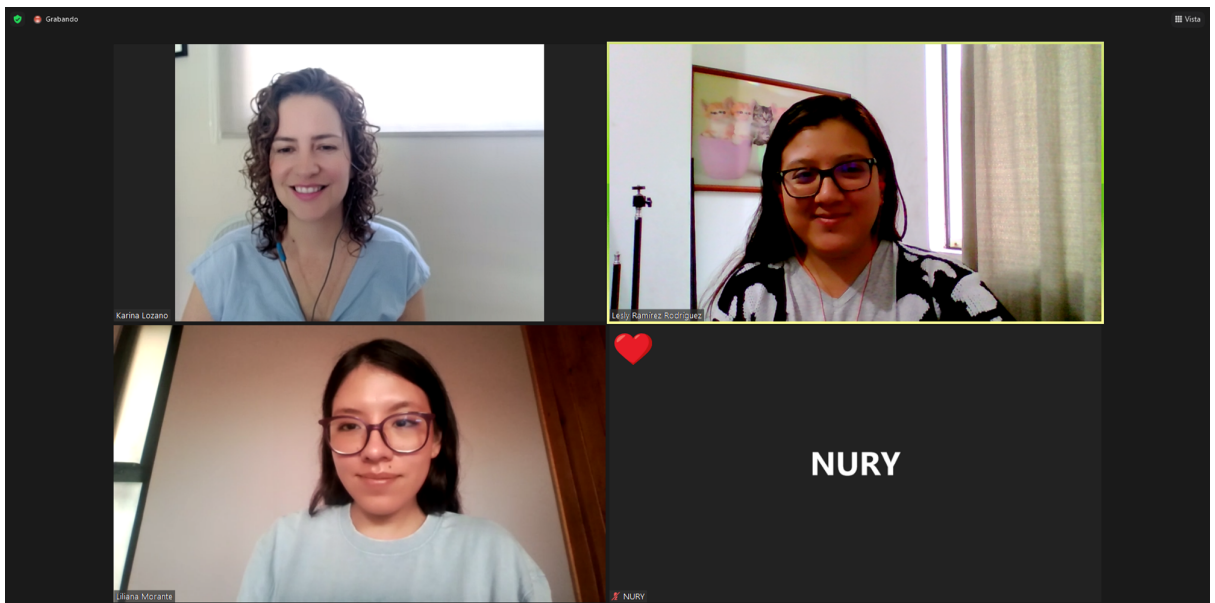 Grabando
Vista
Karina Lozano
Lesly Ramirez Rodriguez
NURY
Liliana Morante
NURY